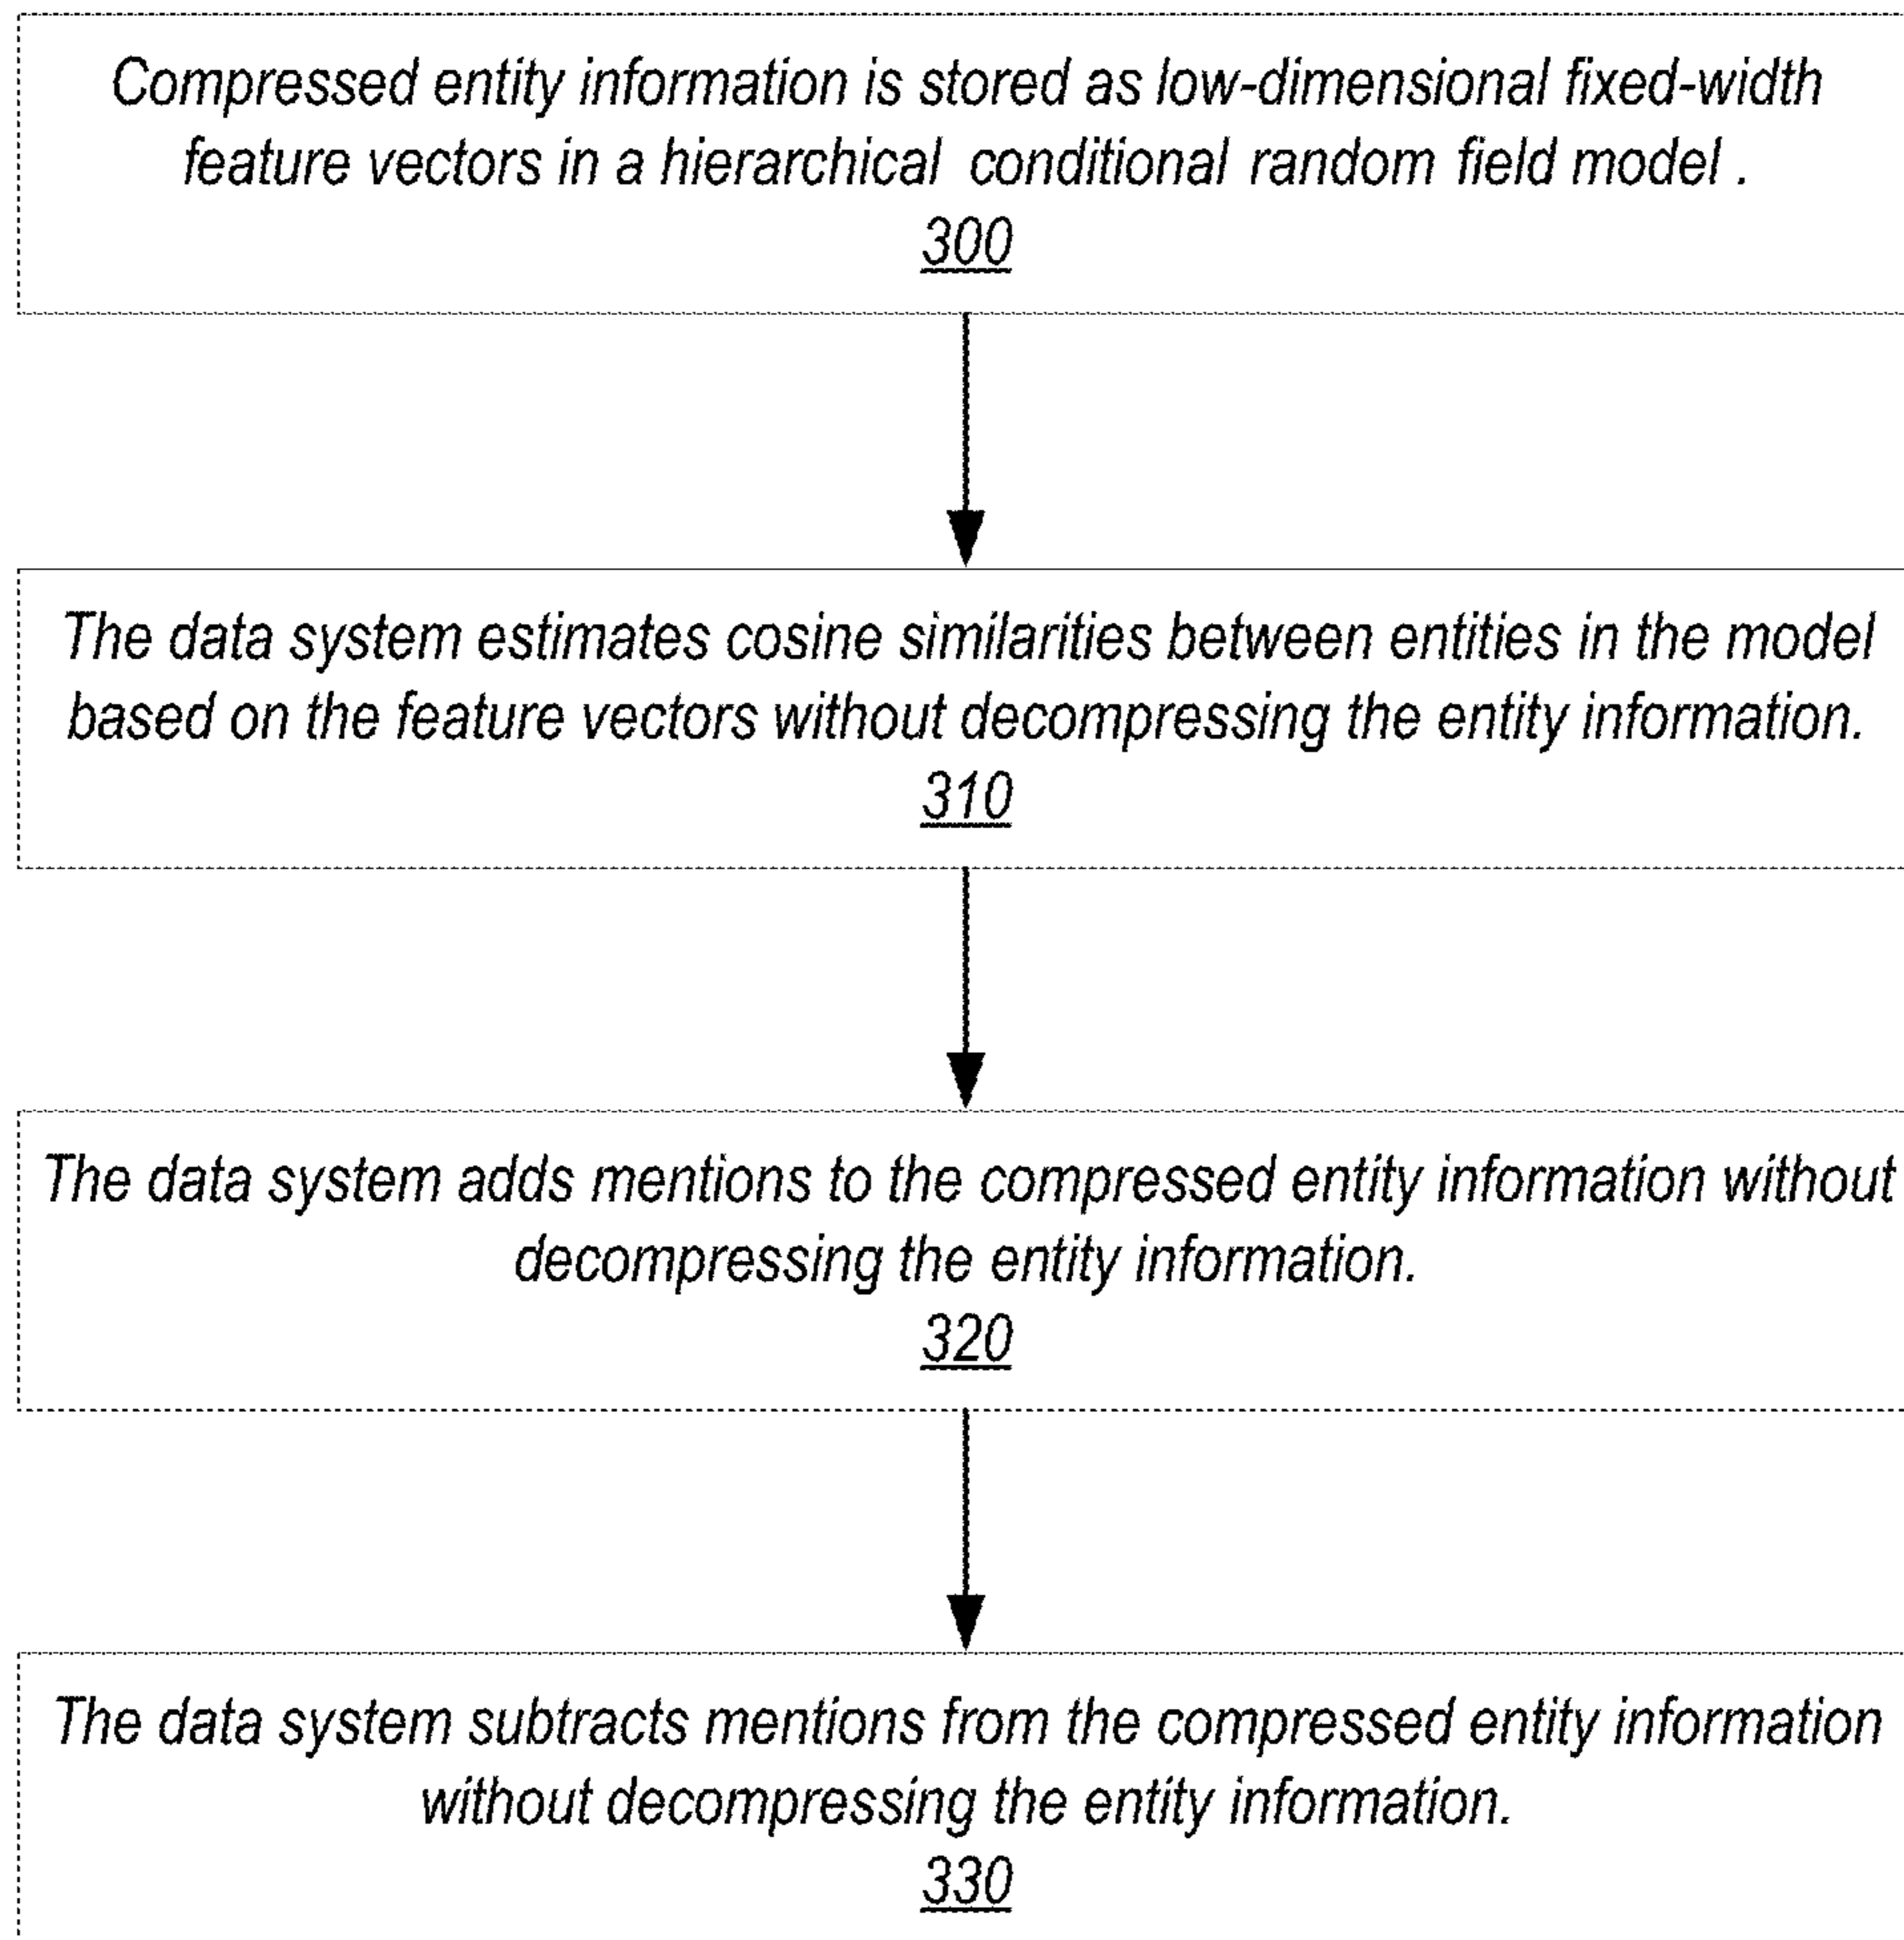 Compressed entity information is stored as low-dimensional fixed-width
feature vectors in a hierarchical conditional random field model .
300
The data system estimates cosine similarities between entities in the model
based on the feature vectors without decompressing the entity information.
310
The data system adds mentions to the compressed entity information without
decompressing the entity information.
320
The data system subtracts mentions from the compressed entity information
without decompressing the entity information.
330